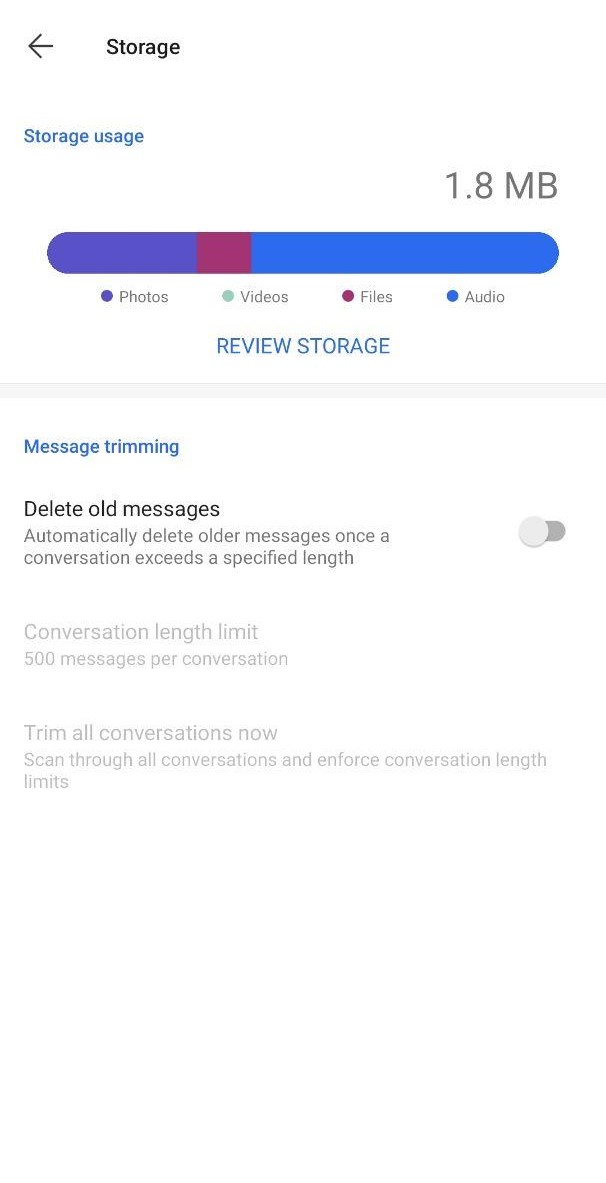 Storage
Storage usage
1.8 MB
Photos Videos Files Audio
REVIEW STORAGE
Message trimming
Delete old messages
Automatically delete older messages once a
conversation exceeds a specified length
Conversation length limit
500 messages per conversation
Trim all conversations now
Scan through all conversations and enforce conversation length
limits